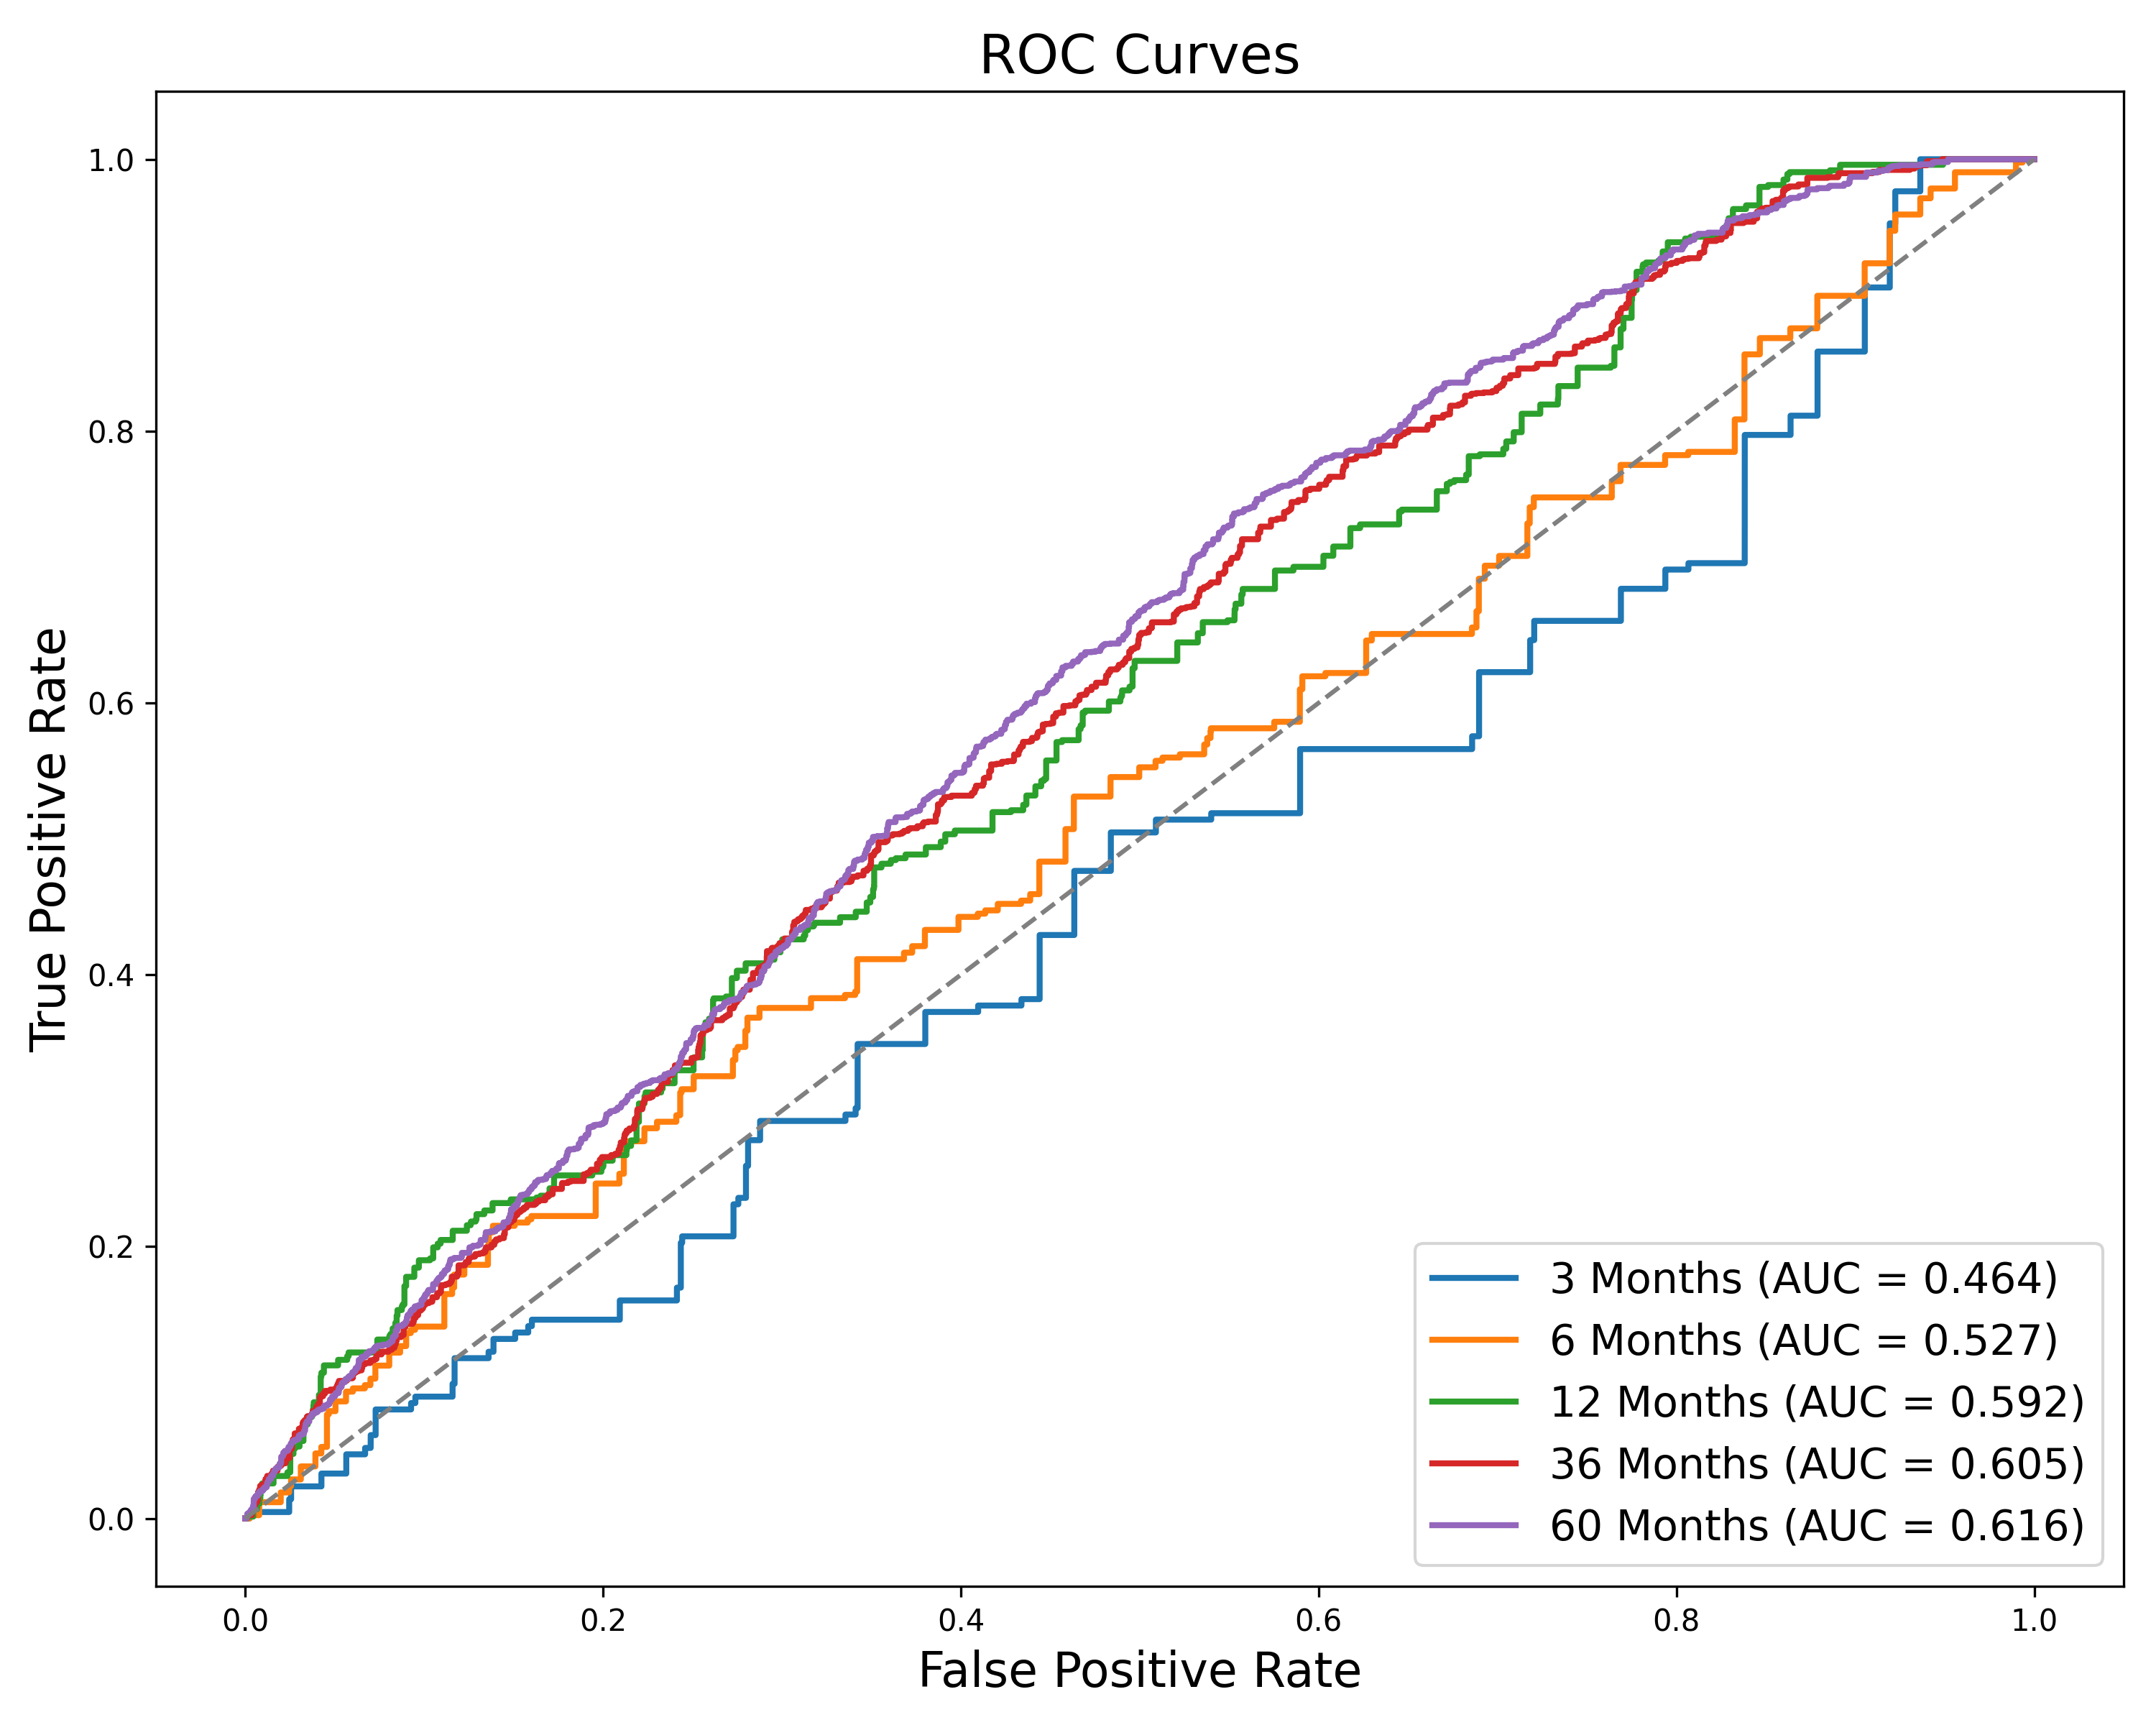 ROC Curves
True Positive Rate
1.0
0.8
0.6
0.4
0.2
0.0
0.0 0.2 0.4 0.6 0.8 1.0
False Positive Rate
3 Months (AUC = 0.464)
6 Months (AUC = 0.527)
12 Months (AUC = 0.592)
36 Months (AUC = 0.605)
60 Months (AUC = 0.616)